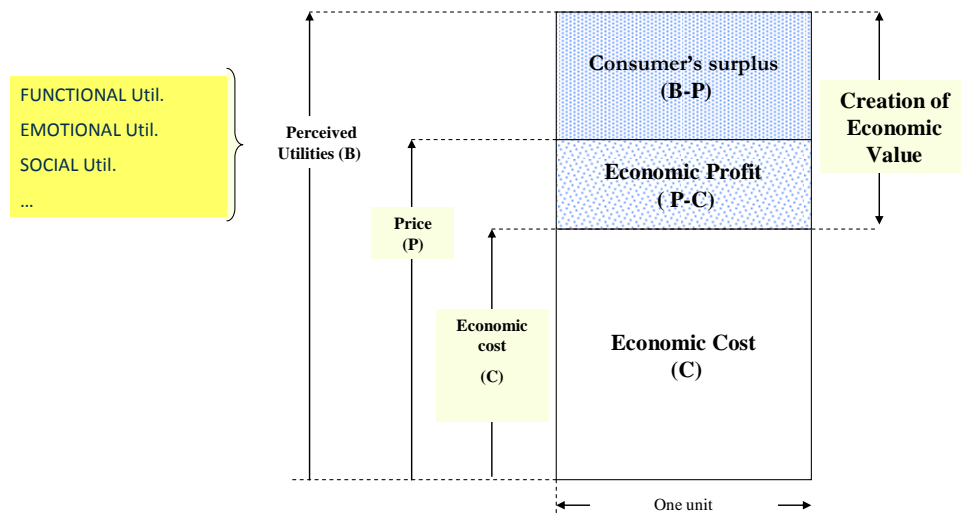 FUNCTIONAL Util.
EMOTIONAL Util.
SOCIAL Util.
...
Perceived
Utilities (B)
Price
(P)
Economic
cost
(C)
Consumer's surplus
(B-P)
Economic Profit
( P-C)
Economic Cost
(C)
Creation of
Economic
Value
One unit